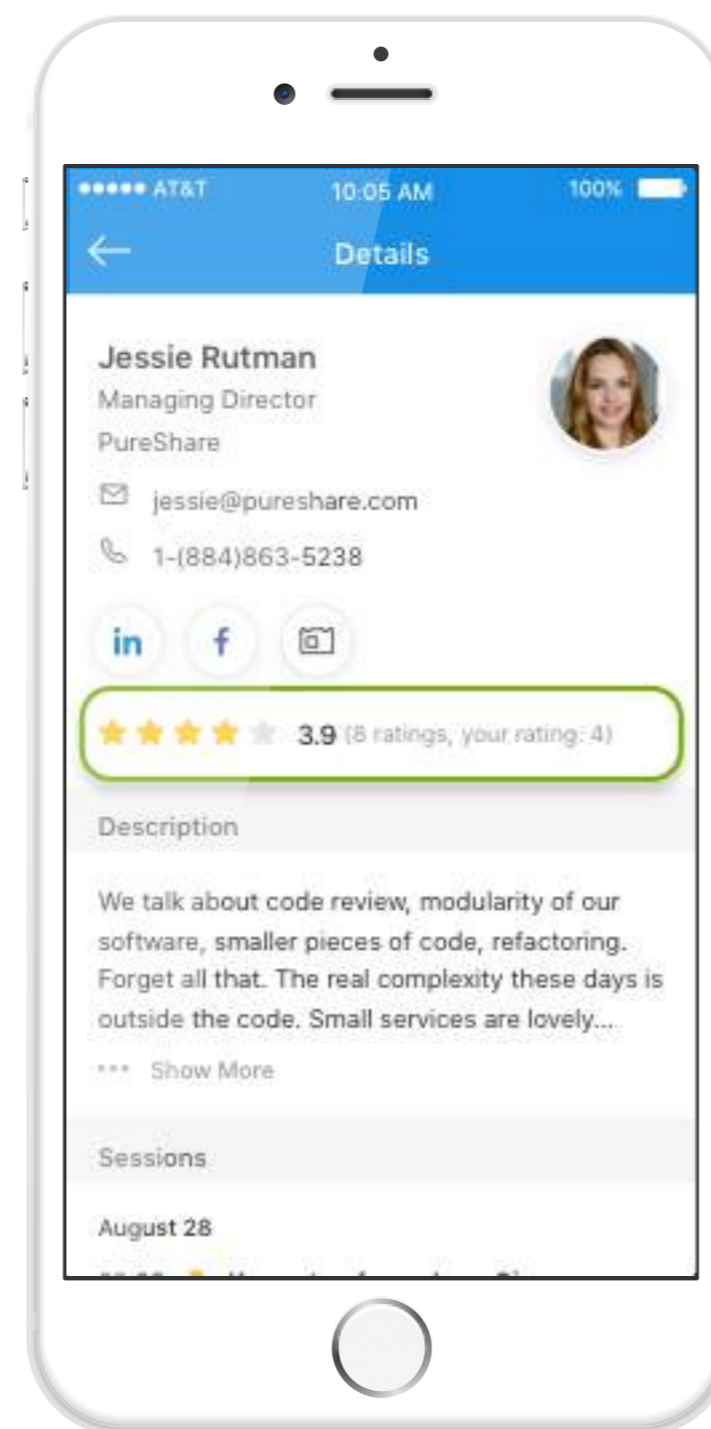 AT&T 10:05 AM 100%
Details
Jessie Rutman
Managing Director
PureShare
jessie@pureshare.com
1-(884)863-5238
in f
3.9 (8 ratings, your rating: 4)
Description
We talk about code review, modularity of our
software, smaller pieces of code, refactoring.
Forget all that. The real complexity these days is
outside the code. Small services are lovely...
... Show More
Sessions
August 28